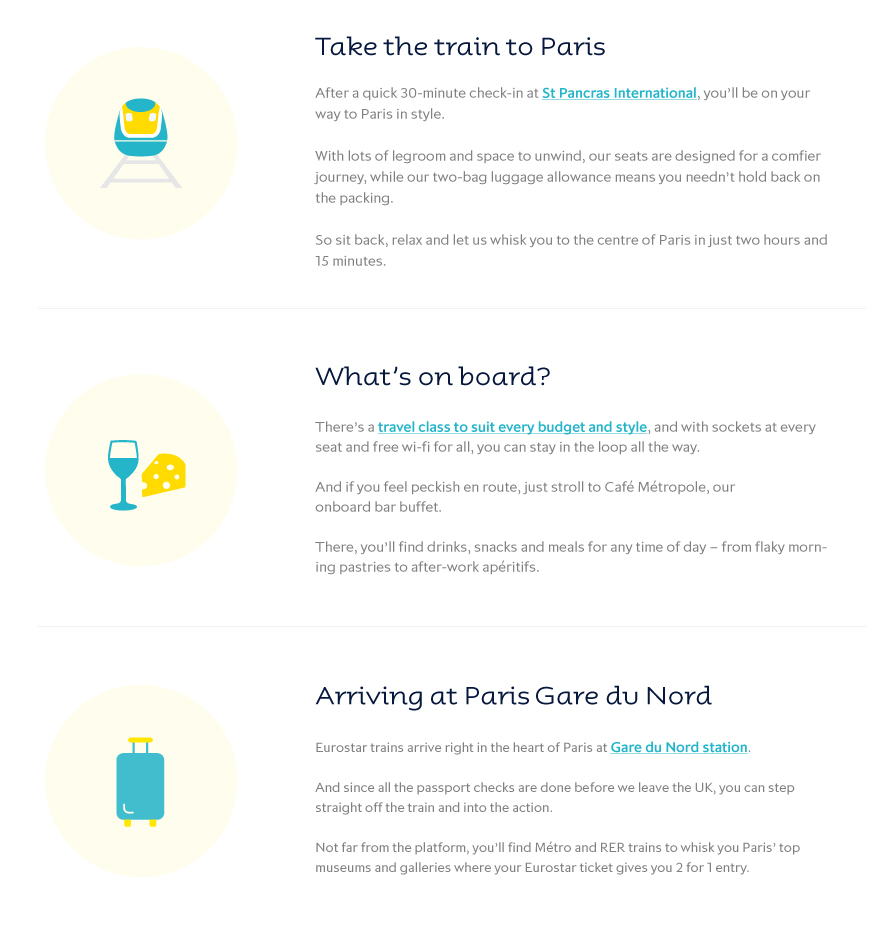 Take the train to Paris
After a quick 30-minute check-in at St Pancras International, you’ll be on your
way to Paris in style.
With lots of legroom and space to unwind, our seats are designed for a comfier
journey, while our two-bag luggage allowance means you needn’t hold back on
the packing.
So sit back, relax and let us whisk you to the centre of Paris in just two hours and
15 minutes.
What’s on board?
There’s a travel class to suit every budget and style, and with sockets at every
seat and free wi-fi for all, you can stay in the loop all the way.
And if you feel peckish en route, just stroll to Café Métropole, our
onboard bar buffet.
There, you’ll find drinks, snacks and meals for any time of day – from flaky morn-
ing pastries to after-work apéritifs.
Arriving at Paris Gare du Nord
Eurostar trains arrive right in the heart of Paris at Gare du Nord station.
And since all the passport checks are done before we leave the UK, you can step
straight off the train and into the action.
Not far from the platform, you’ll find Métro and RER trains to whisk you Paris’ top
museums and galleries where your Eurostar ticket gives you 2 for 1 entry.